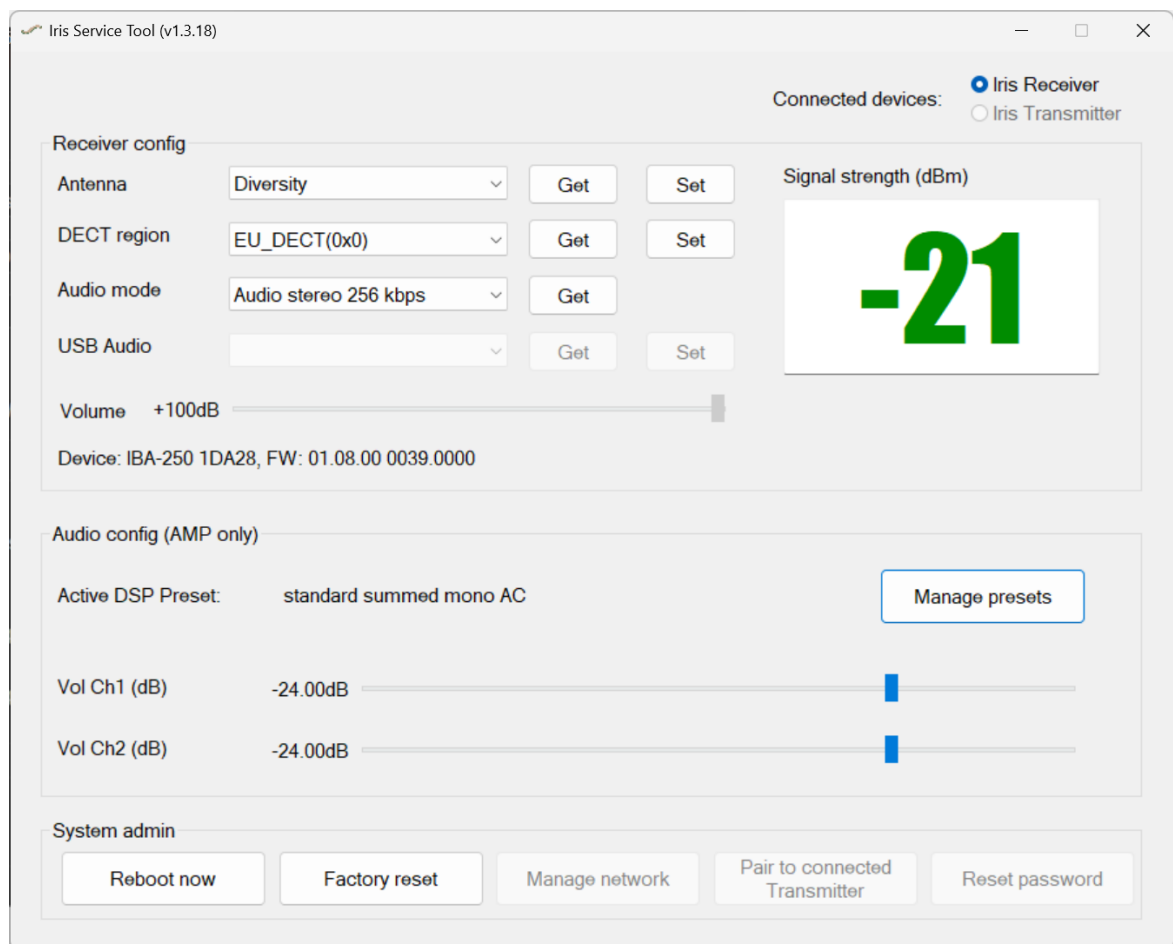 Iris Service Tool (v1.3.18)
Connected devices:
Iris Receiver
Iris Transmitter
Receiver config
Antenna
Diversity
Get
Set
Signal strength (dBm)
-21
DECT region
EU_DECT(0x0)
Get
Set
Audio mode
Audio stereo 256 kbps
Get
USB Audio
Get
Set
Volume
+100dB
Device: IBA-250 1DA28, FW: 01.08.00 0039.0000
Audio config (AMP only)
Active DSP Preset:
standard summed mono AC
Manage presets
Vol Ch1 (dB)
-24.00dB
Vol Ch2 (dB)
-24.00dB
System admin
Reboot now
Factory reset
Manage network
Pair to connected
Transmitter
Reset password